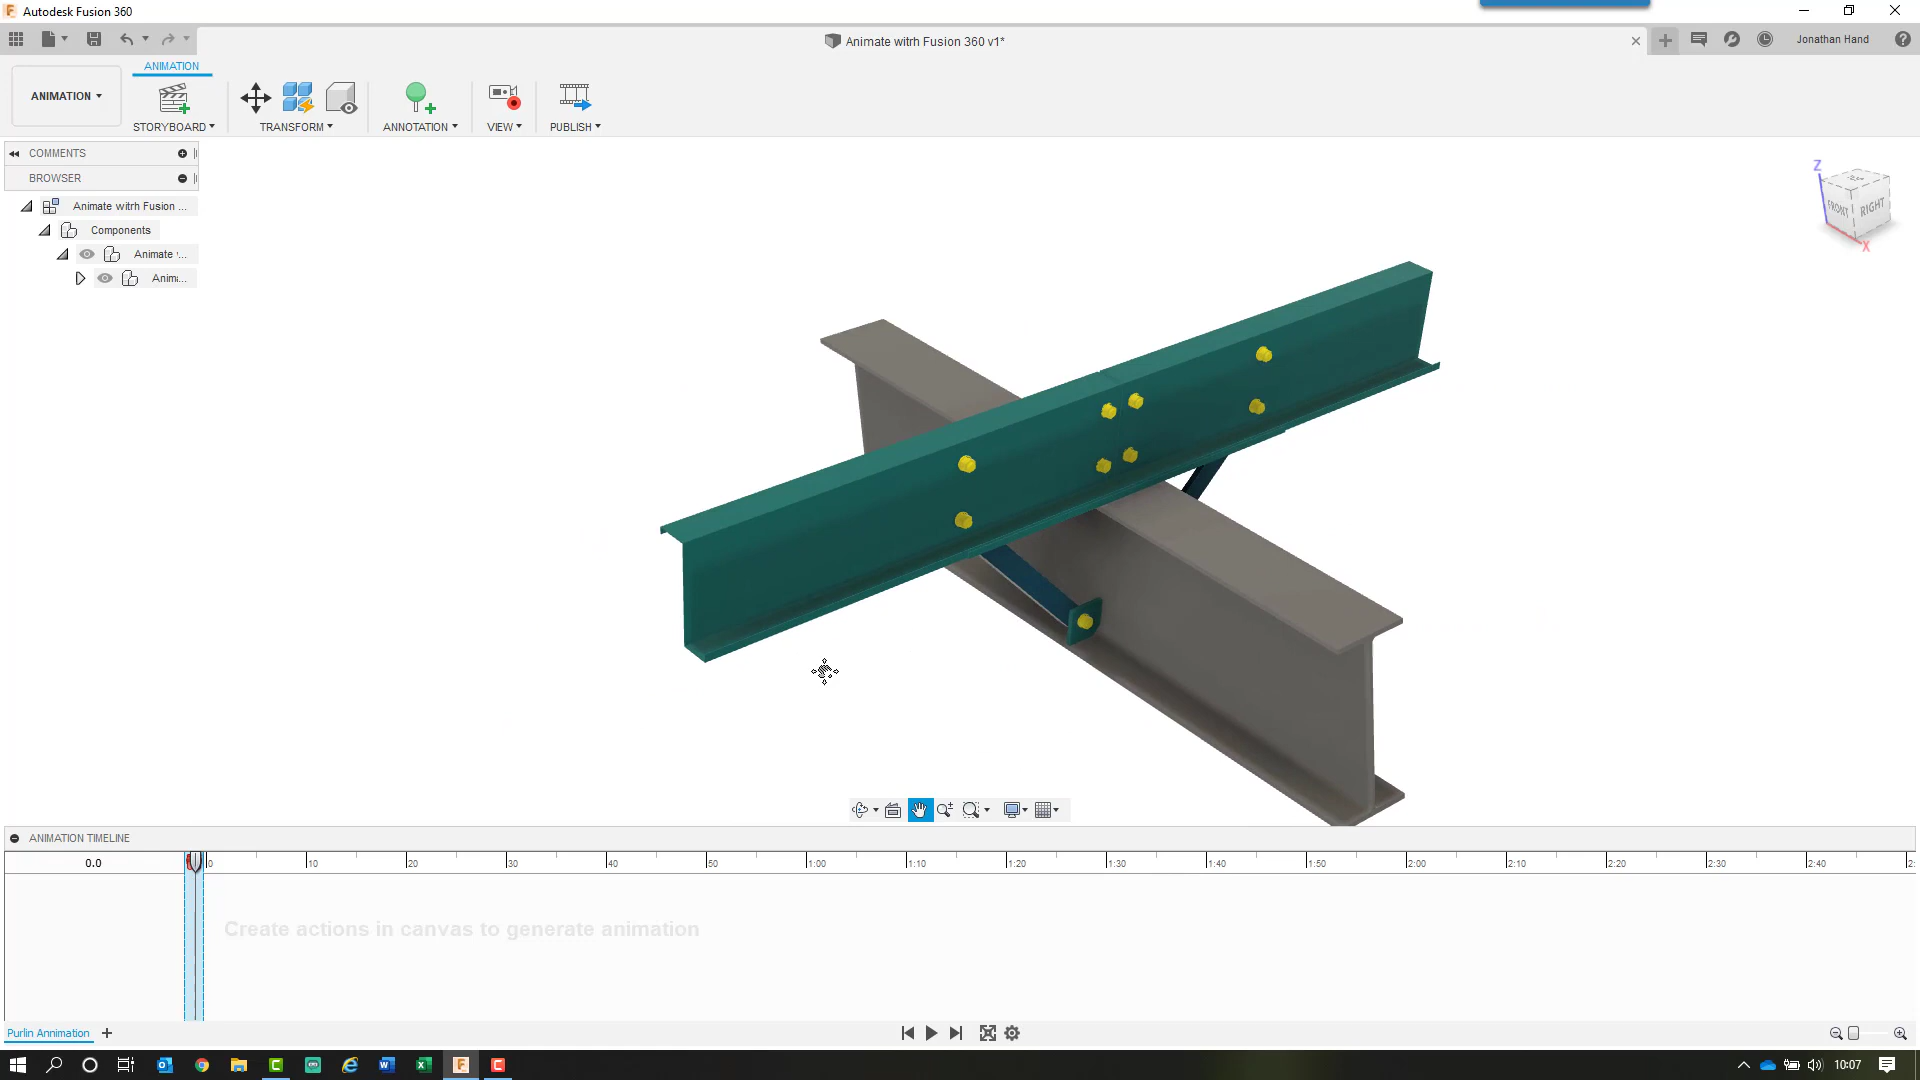 Autodesk Fusion 360
Animate witrh Fusion 360 v1*
Jonathan Hand
ANIMATION
ANIMATION
STORYBOARD
TRANSFORM
ANNOTATION
VIEW
PUBLISH
COMMENTS
BROWSER
Animate witrh Fusion ...
Components
Animate ...
Anim...
Z
FRONT
RIGHT
X
ANIMATION TIMELINE
0.0
0 10 20 30 40 50 1:00 1:10 1:20 1:30 1:40 1:50 2:00 2:10 2:20 2:30 2:40 2:
Create actions in canvas to generate animation
Purlin Annimation
10:07